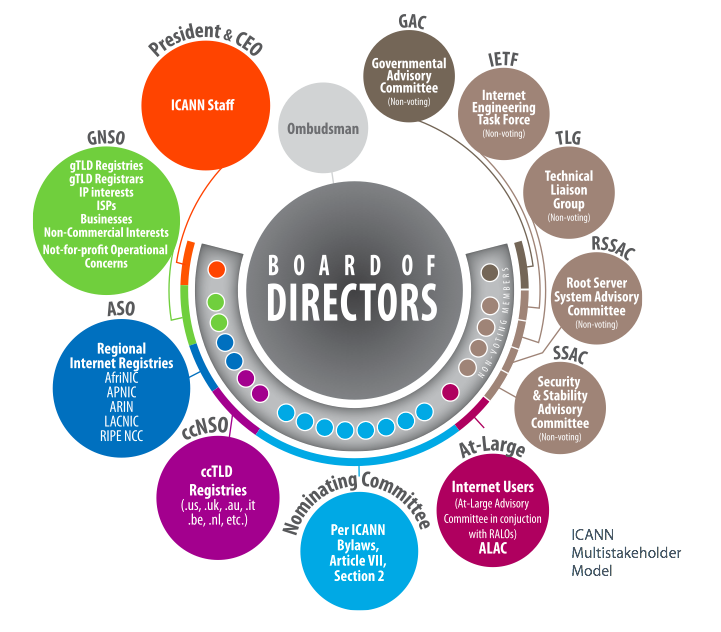 President & CEO
ICANN Staff
Ombudsman
GAC
Governmental
Advisory
Committee
(Non-voting)
IETF
Internet
Engineering
Task Force
(Non-voting)
TLG
Technical
Liaison
Group
(Non-voting)
RSSAC
Root Server
System Advisory
Committee
(Non-voting)
SSAC
Security
& Stability
Advisory
Committee
(Non-voting)
GNSO
gTLD Registries
gTLD Registrars
IP interests
ISPs
Businesses
Non-Commercial Interests
Not-for-profit Operational
Concerns
BOARD OF
DIRECTORS
NON-VOTING MEMBERS
ASO
Regional
Internet Registries
AfriNIC
APNIC
ARIN
LACNIC
RIPE NCC
ccNSO
ccTLD
Registries
(.us, .uk, .au, .it
.be, .nl, etc.)
Nominating Committee
Per ICANN
Bylaws,
Article VII,
Section 2
At-Large
Internet Users
(At-Large Advisory
Committee in conjuction
with RALOs)
ALAC
ICANN
Multistakeholder
Model